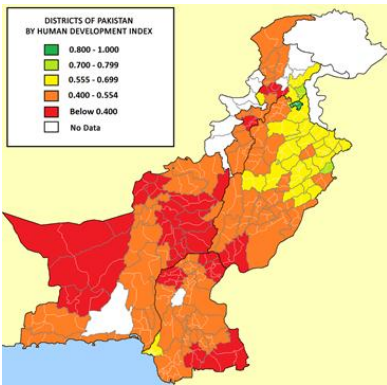 DISTRICTS OF PAKISTAN
BY HUMAN DEVELOPMENT INDEX
0.800 - 1.000
0.700 - 0.799
0.555 - 0.699
0.400 - 0.554
Below 0.400
No Data